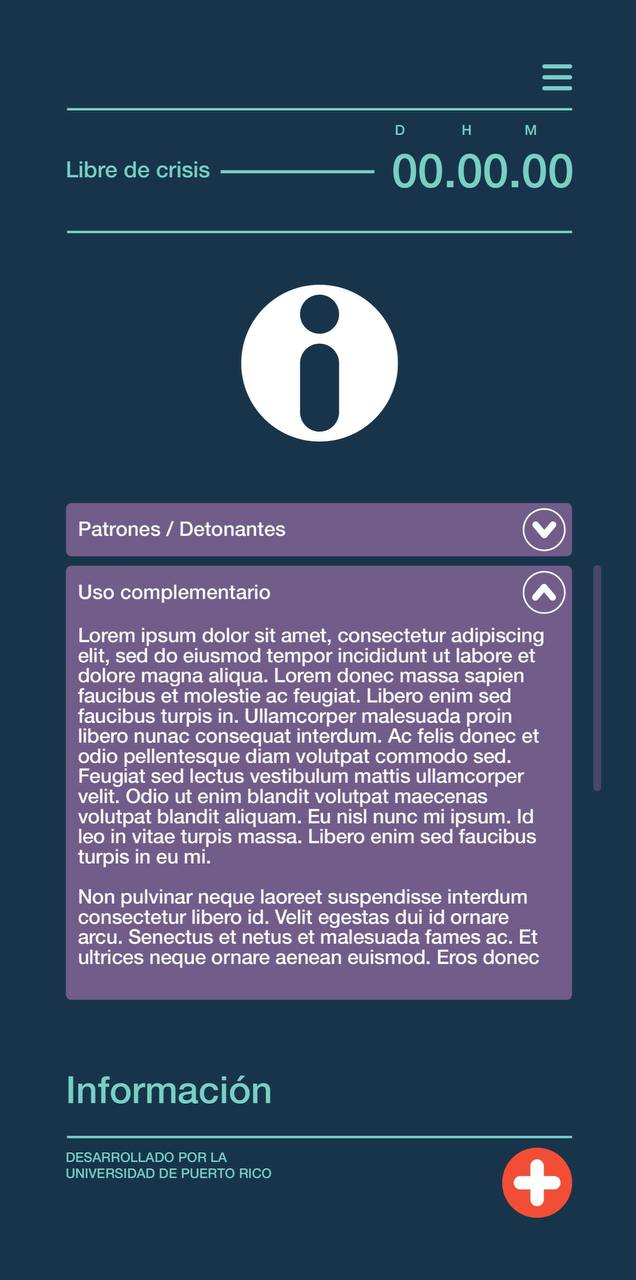 D H M
Libre de crisis 00.00.00
Patrones / Detonantes
Uso complementario
Lorem ipsum dolor sit amet, consectetur adipiscing
elit, sed do eiusmod tempor incididunt ut labore et
dolore magna aliqua. Lorem donec massa sapien
faucibus et molestie ac feugiat. Libero enim sed
faucibus turpis in. Ullamcorper malesuada proin
libero nunac consequat interdum. Ac felis donec et
odio pellentesque diam volutpat commodo sed.
Feugiat sed lectus vestibulum mattis ullamcorper
velit. Odio ut enim blandit volutpat maecenas
volutpat blandit aliquam. Eu nisl nunc mi ipsum. Id
leo in vitae turpis massa. Libero enim sed faucibus
turpis in eu mi.
Non pulvinar neque laoreet suspendisse interdum
consectetur libero id. Velit egestas dui id ornare
arcu. Senectus et netus et malesuada fames ac. Et
ultrices neque ornare aenean euismod. Eros donec
Información
DESARROLLADO POR LA
UNIVERSIDAD DE PUERTO RICO